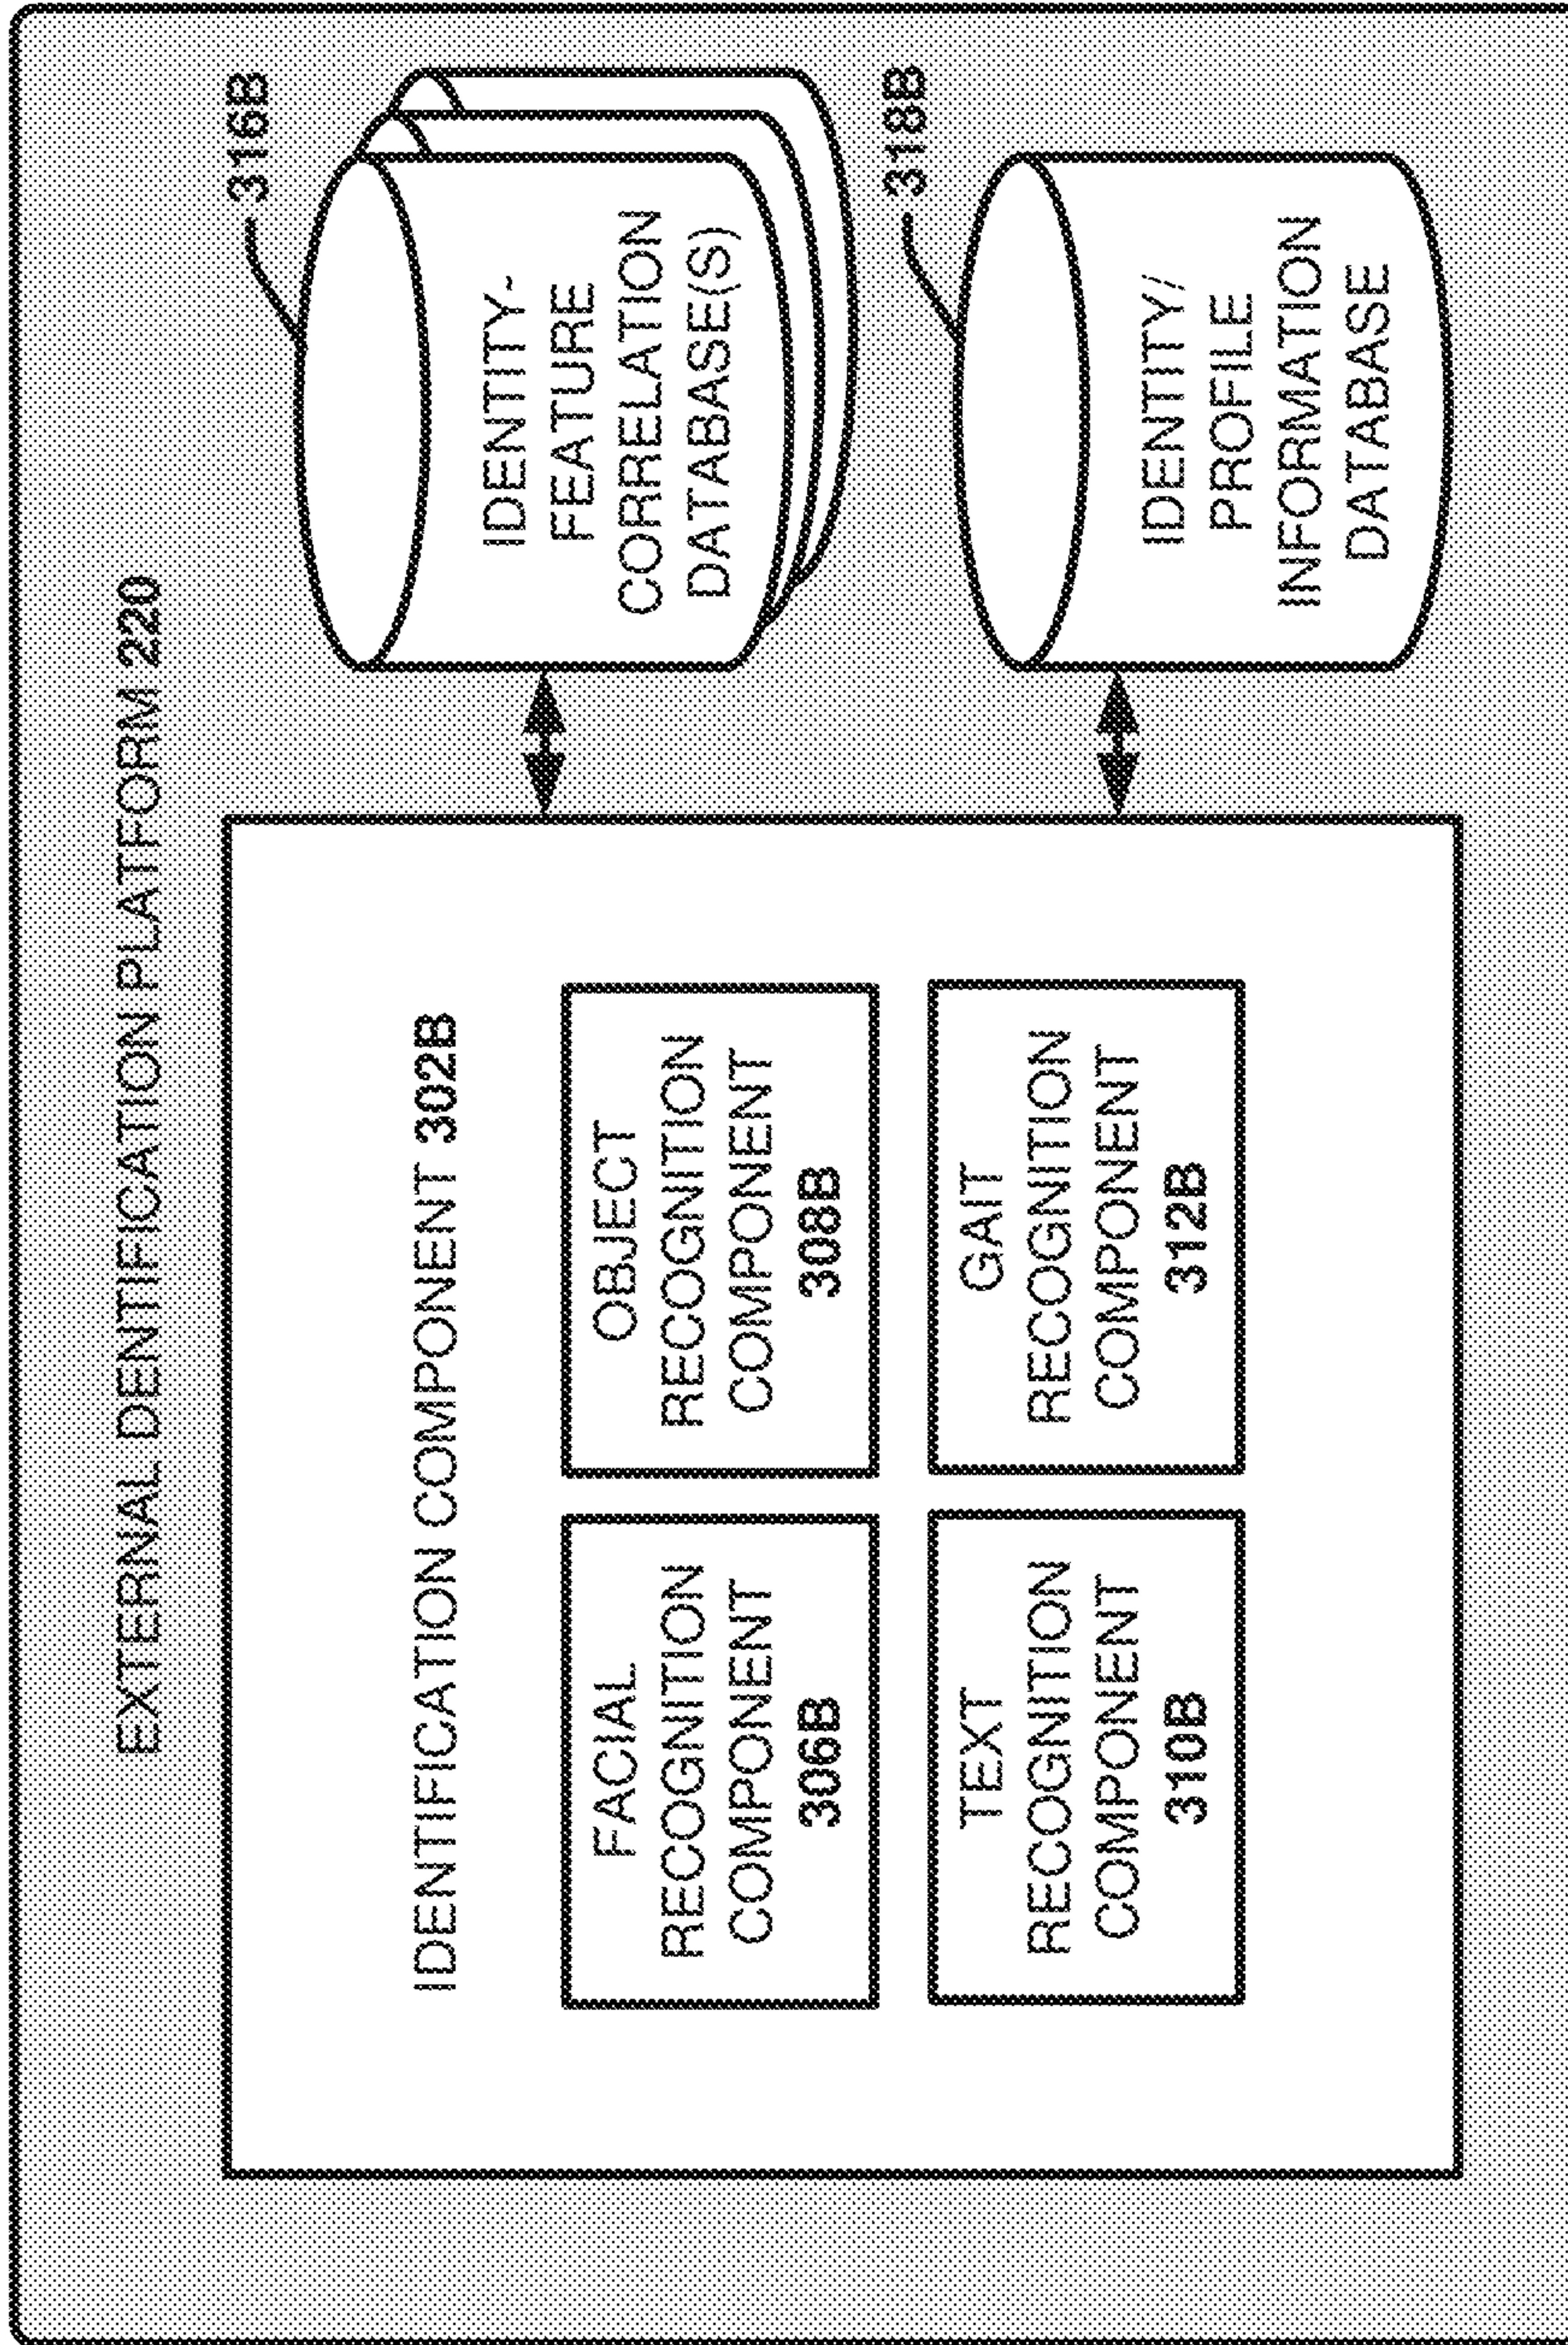 EXTERNAL IDENTIFICATION PLATFORM 220
IDENTIFICATION COMPONENT 302B
FACIAL
RECOGNITION
COMPONENT
306B
OBJECT
RECOGNITION
COMPONENT
308B
TEXT
RECOGNITION
COMPONENT
310B
GAIT
RECOGNITION
COMPONENT
312B
316B
IDENTITY-
FEATURE
CORRELATION
DATABASE(S)
318B
IDENTITY/
PROFILE
INFORMATION
DATABASE